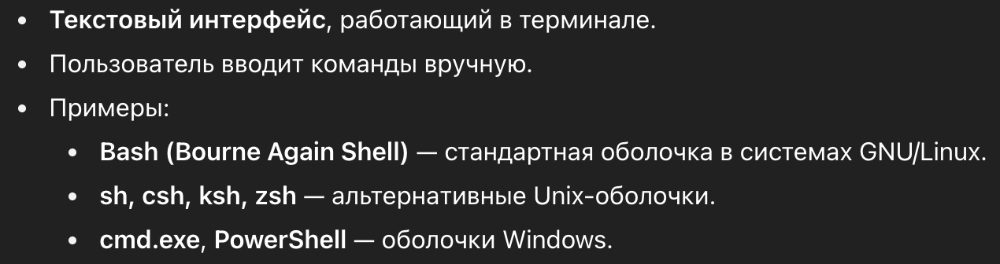 • Текстовый интерфейс, работающий в терминале.
• Пользователь вводит команды вручную.
• Примеры:
• Bash (Bourne Again Shell) — стандартная оболочка в системах GNU/Linux.
• sh, csh, ksh, zsh — альтернативные Unix-оболочки.
• cmd.exe, PowerShell — оболочки Windows.